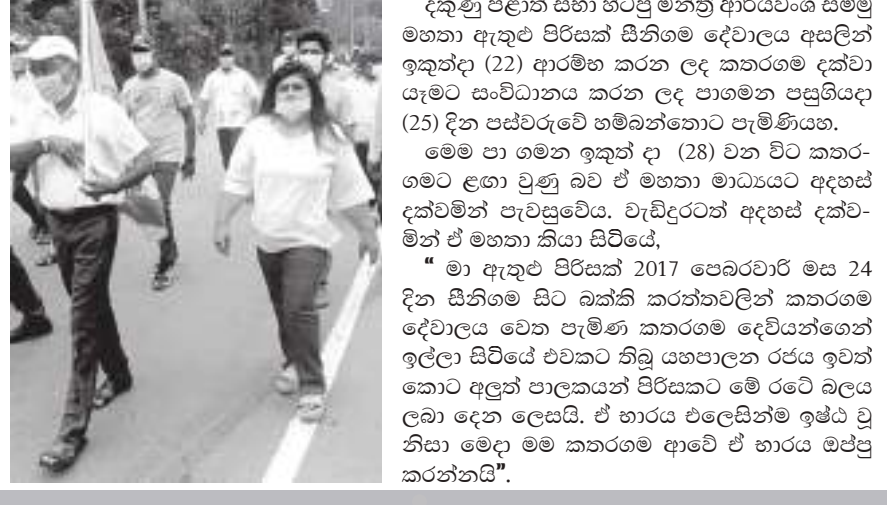 දකුණු පළාත් සභා හිටපු මන්ත්‍රී ආරියවංශ සම්මු
මහතා ඇතුළු පිරිසක් සීනිගම දේවාලය අසලින්
ඉකුත්දා (22) ආරම්භ කරන ලද කතරගම දක්වා
යෑමට සංවිධානය කරන ලද පාගමන පසුගියදා
(25) දින පස්වරුවේ හම්බන්තොට පැමිණියහ.
මෙම පා ගමන ඉකුත් දා (28) වන විට කතර-
ගමට ළඟා වුණු බව ඒ මහතා මාධ්‍යයට අදහස්
දක්වමින් පැවසුවේය. වැඩිදුරටත් අදහස් දක්ව-
මින් ඒ මහතා කියා සිටියේ,
“ මා ඇතුළු පිරිසක් 2017 පෙබරවාරි මස 24
දින සීනිගම සිට බක්කි කරත්තවලින් කතරගම
දේවාලය වෙත පැමිණ කතරගම දෙවියන්ගෙන්
ඉල්ලා සිටියේ එවකට තිබූ යහපාලන රජය ඉවත්
කොට අලුත් පාලකයන් පිරිසකට මේ රටේ බලය
ලබා දෙන ලෙසයි. ඒ භාරය එලෙසින්ම ඉෂ්ඨ වූ
නිසා මෙදා මම කතරගම ආවේ ඒ භාරය ඔප්පු
කරන්නයි”.